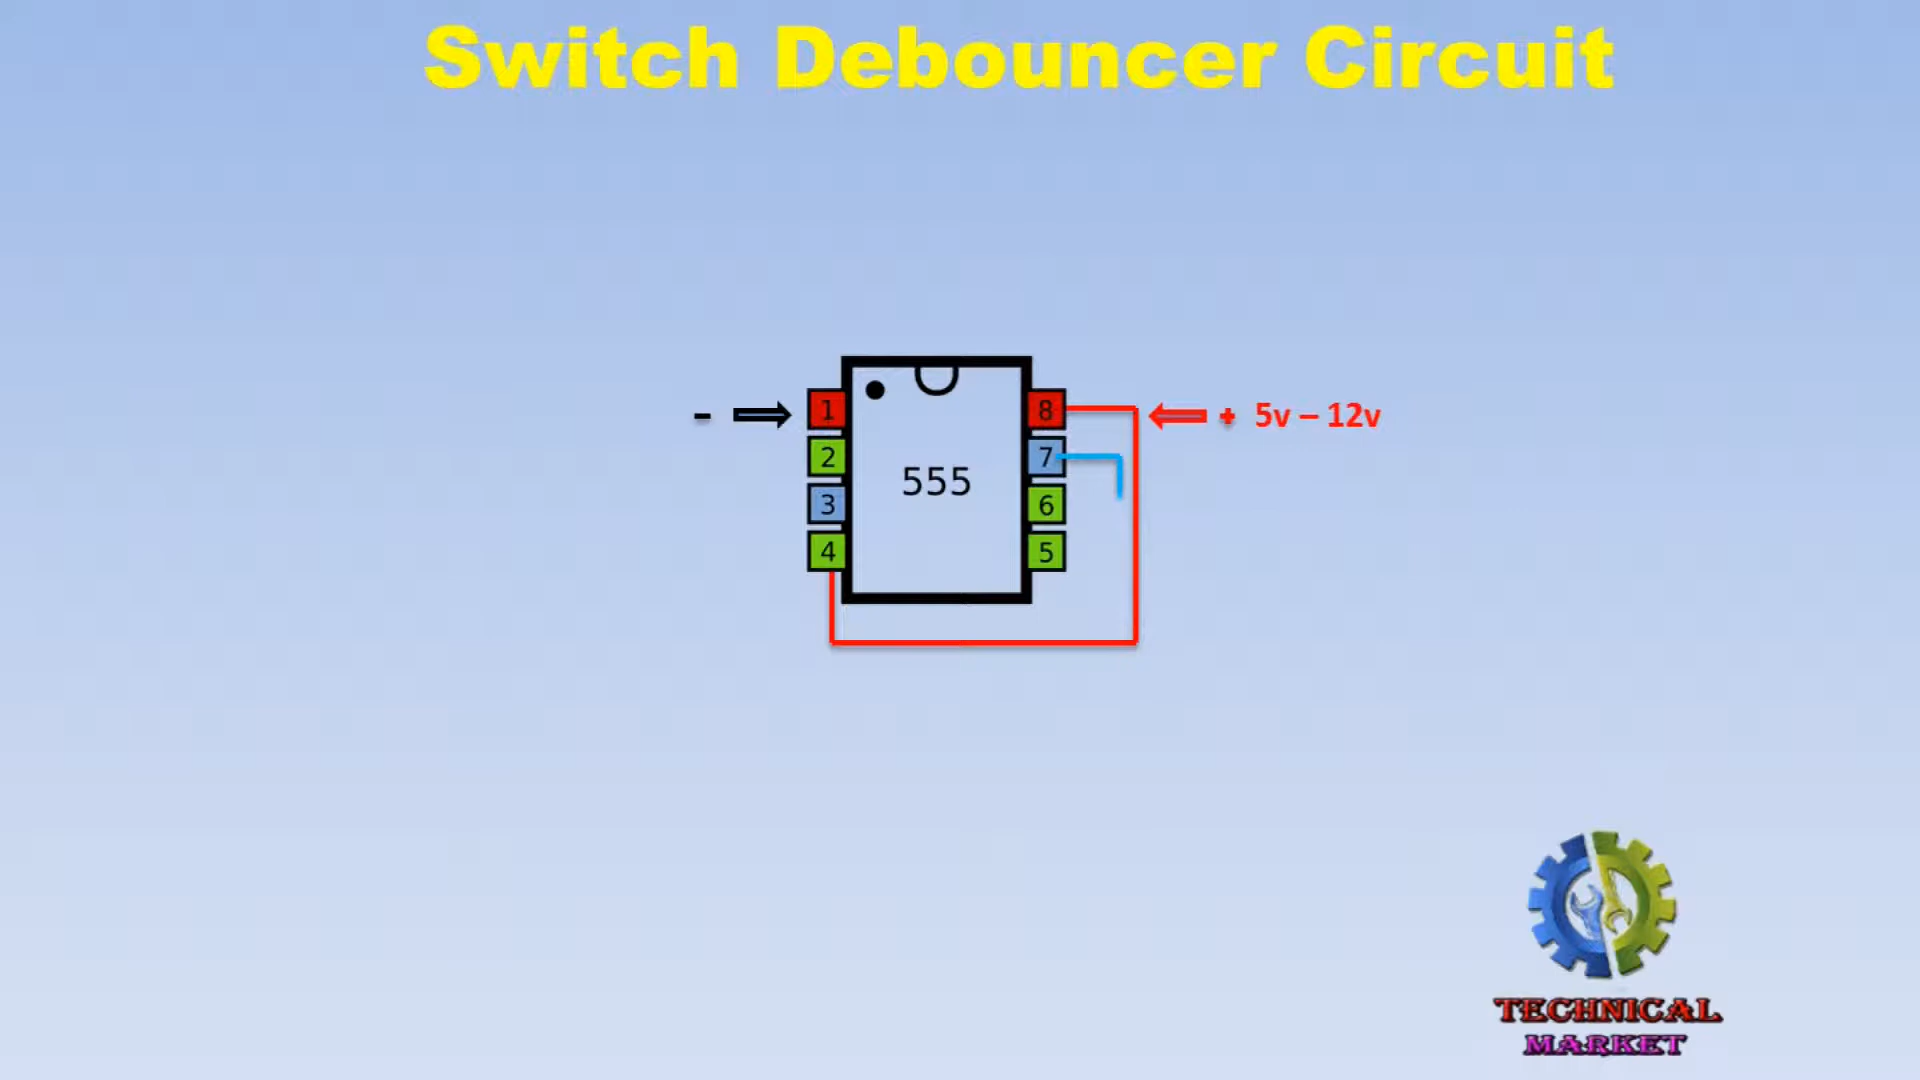 Switch Debouncer Circuit
- 1 8 + 5v – 12v
2 7
3 555 6
4 5
TECHNICAL
MARKET